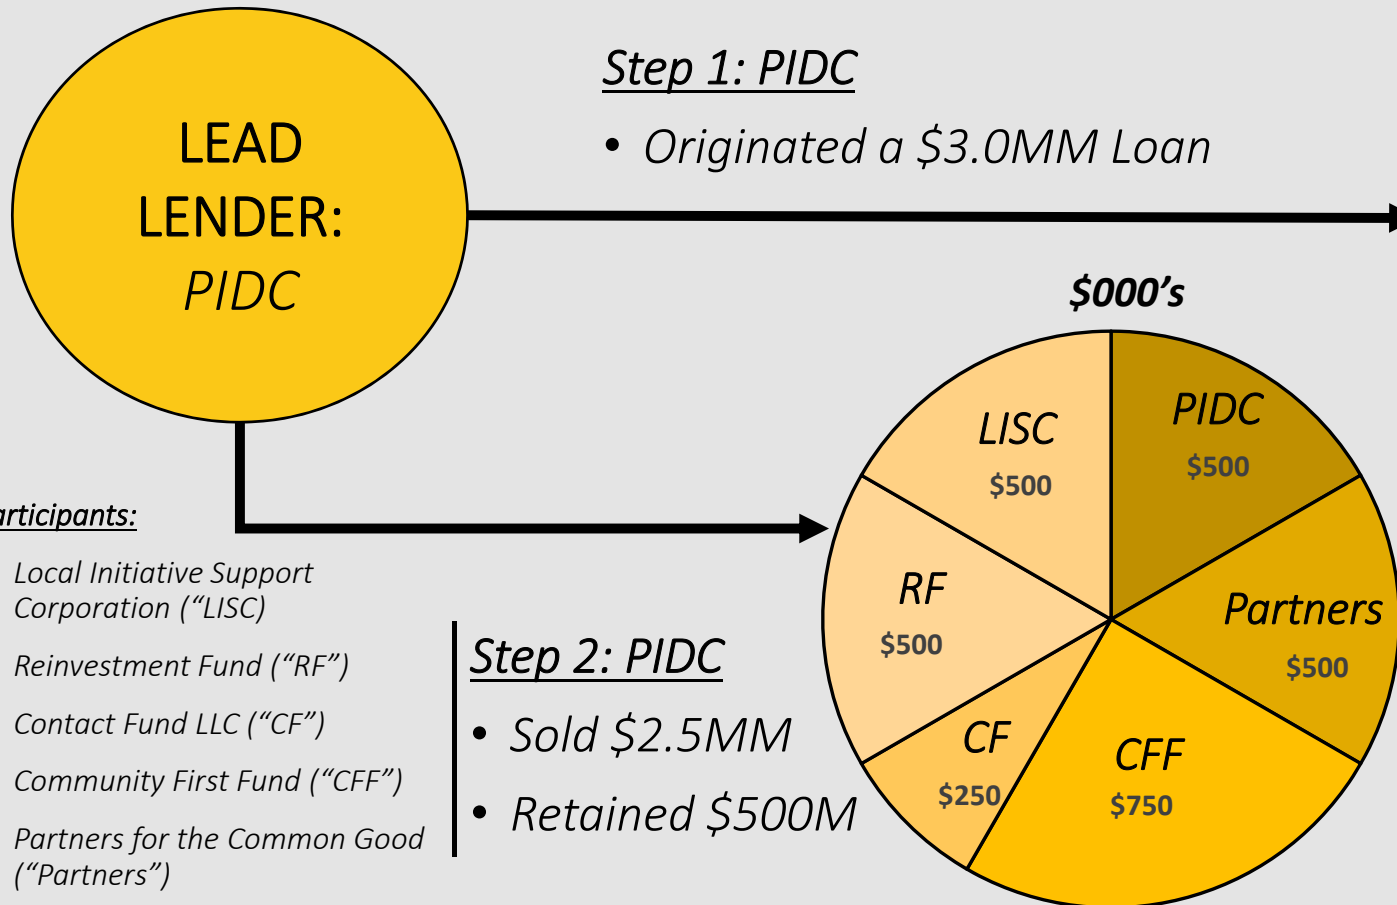 LEAD
LENDER:
PIDC
Step 1: PIDC
• Originated a $3.0MM Loan
$000’s
LISC
$500
PIDC
$500
RF
$500
Partners
$500
CF
$250
CFF
$750
articipants:
Local Initiative Support
Corporation (“LISC)
Reinvestment Fund (“RF”)
Contact Fund LLC (“CF”)
Community First Fund (“CFF”)
Partners for the Common Good
(“Partners”)
Step 2: PIDC
• Sold $2.5MM
• Retained $500M